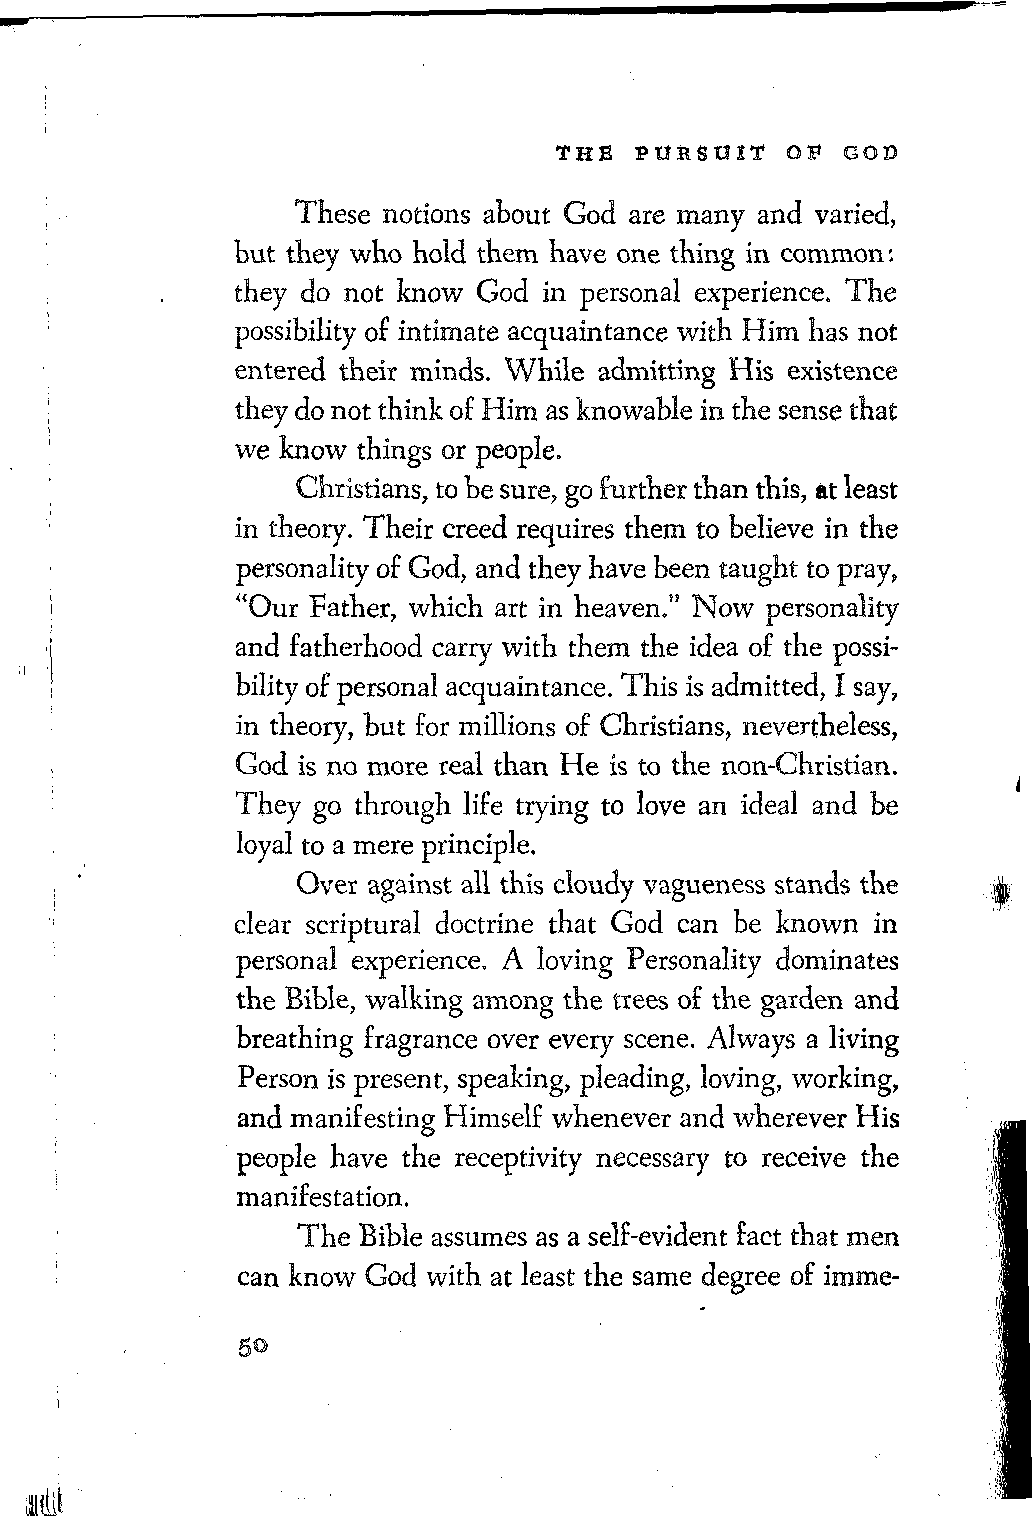 THE PURSUIT OF GOD
These notions about God are many and varied,
but they who hold them have one thing in common:
they do not know God in personal experience. The
possibility of intimate acquaintance with Him has not
entered their minds. While admitting His existence
they do not think of Him as knowable in the sense that
we know things or people.
Christians, to be sure, go further than this, at least
in theory. Their creed requires them to believe in the
personality of God, and they have been taught to pray,
"Our Father, which art in heaven." Now personality
and fatherhood carry with them the idea of the possi-
bility of personal acquaintance. This is admitted, I say,
in theory, but for millions of Christians, nevertheless,
God is no more real than He is to the non-Christian.
They go through life trying to love an ideal and be
loyal to a mere principle.
Over against all this cloudy vagueness stands the
clear scriptural doctrine that God can be known in
personal experience. A loving Personality dominates
the Bible, walking among the trees of the garden and
breathing fragrance over every scene. Always a living
Person is present, speaking, pleading, loving, working,
and manifesting Himself whenever and wherever His
people have the receptivity necessary to receive the
manifestation.
The Bible assumes as a self-evident fact that men
can know God with at least the same degree of imme-
50